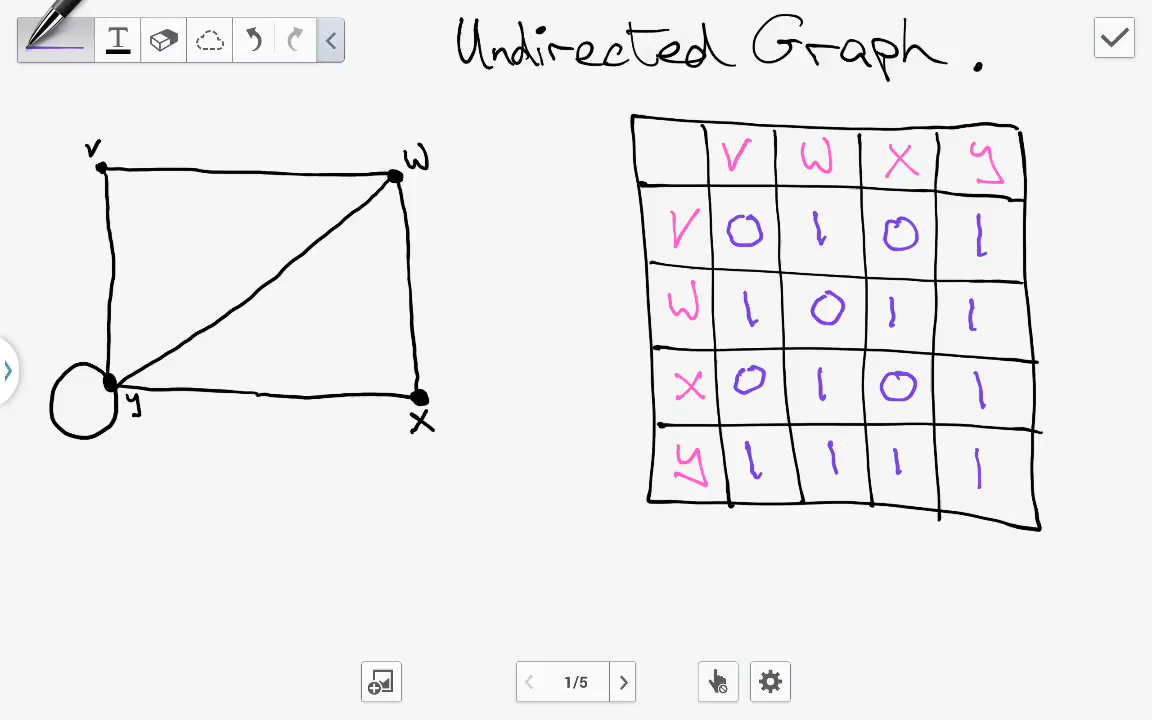 T
Undirected Graph.
V W
y
X
V W X y
V 0 1 0 1
W 1 0 1 1
X 0 1 0 1
y 1 1 1 1
1/5